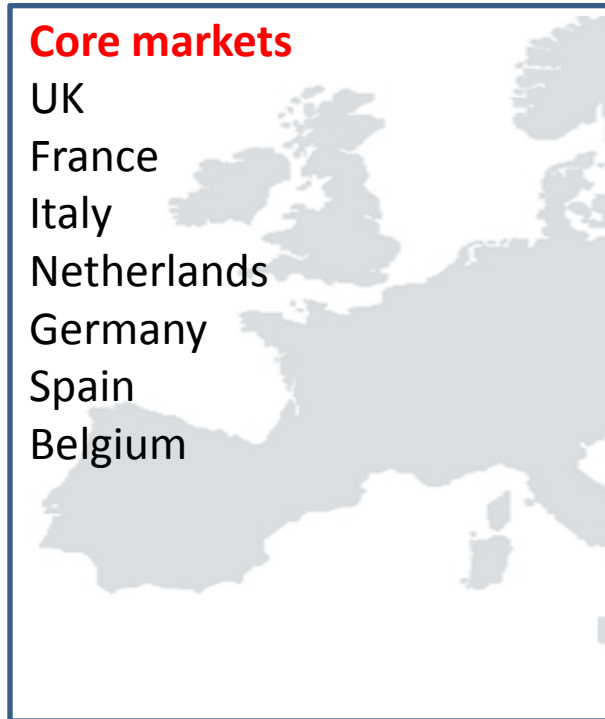 Core markets
UK
France
Italy
Netherlands
Germany
Spain
Belgium